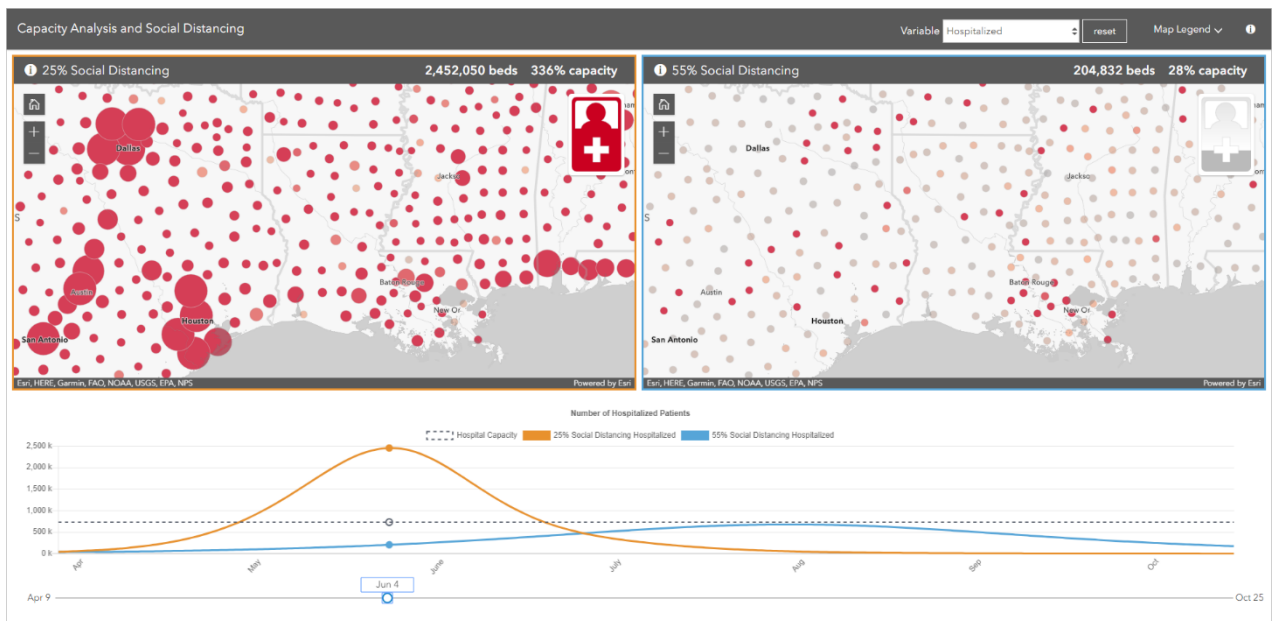 Capacity Analysis and Social Distancing
Variable Hospitalized reset Map Legend
25% Social Distancing 2,452,050 beds 336% capacity
Dallas
Jackso
Austin
Houston
San Antonio
Baton Rouge
New Or
Esri, HERE, Garmin, FAO, NOAA, USGS, EPA, NPS Powered by Esri
55% Social Distancing 204,832 beds 28% capacity
Dallas
Jackso
Austin
Houston
San Antonio
Baton Rouge
New Or
Esri, HERE, Garmin, FAO, NOAA, USGS, EPA, NPS Powered by Esri
Number of Hospitalized Patients
Hospital Capacity 25% Social Distancing Hospitalized 55% Social Distancing Hospitalized
2,500 k
2,000 k
1,500 k
1,000 k
500 k
0 k
Apr May June July Aug Sep Oct
Jun 4
Apr 9 Oct 25